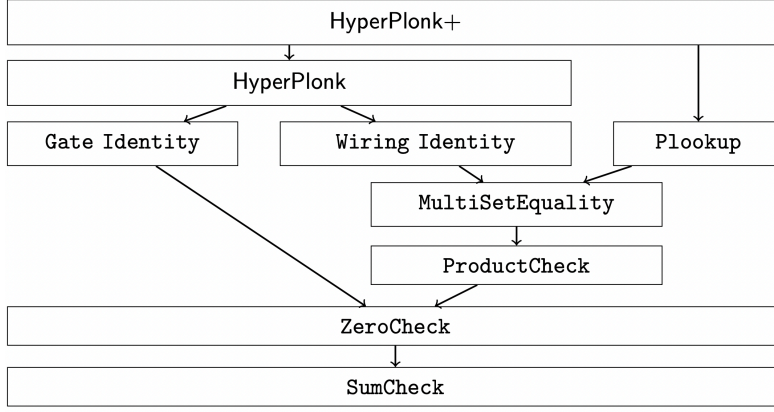 HyperPlonk+
HyperPlonk
Gate Identity
Wiring Identity
Plookup
MultiSetEquality
ProductCheck
ZeroCheck
SumCheck